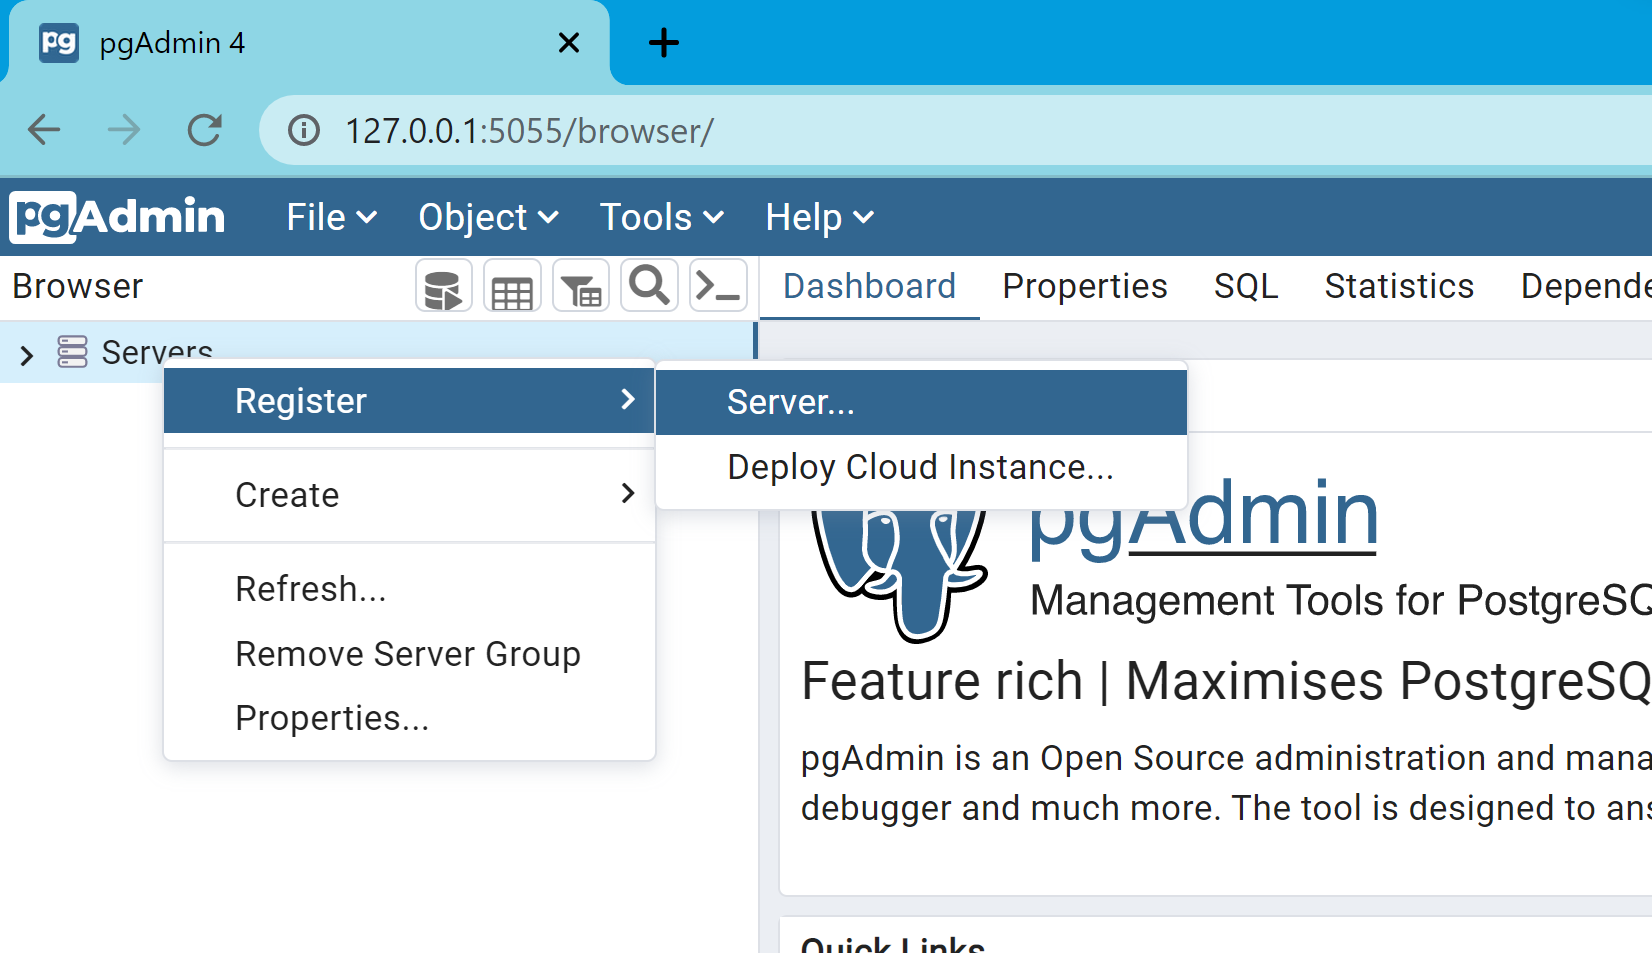 pg pgAdmin 4
127.0.0.1:5055/browser/
pgAdmin File Object Tools Help
Browser Dashboard Properties SQL Statistics Depende
Servers
Register Server...
Deploy Cloud Instance...
Create
Refresh...
Remove Server Group
Properties...
pgAdmin
Management Tools for PostgreSQ
Feature rich | Maximises PostgreSQ
pgAdmin is an Open Source administration and mana
debugger and much more. The tool is designed to ans
Quick Links